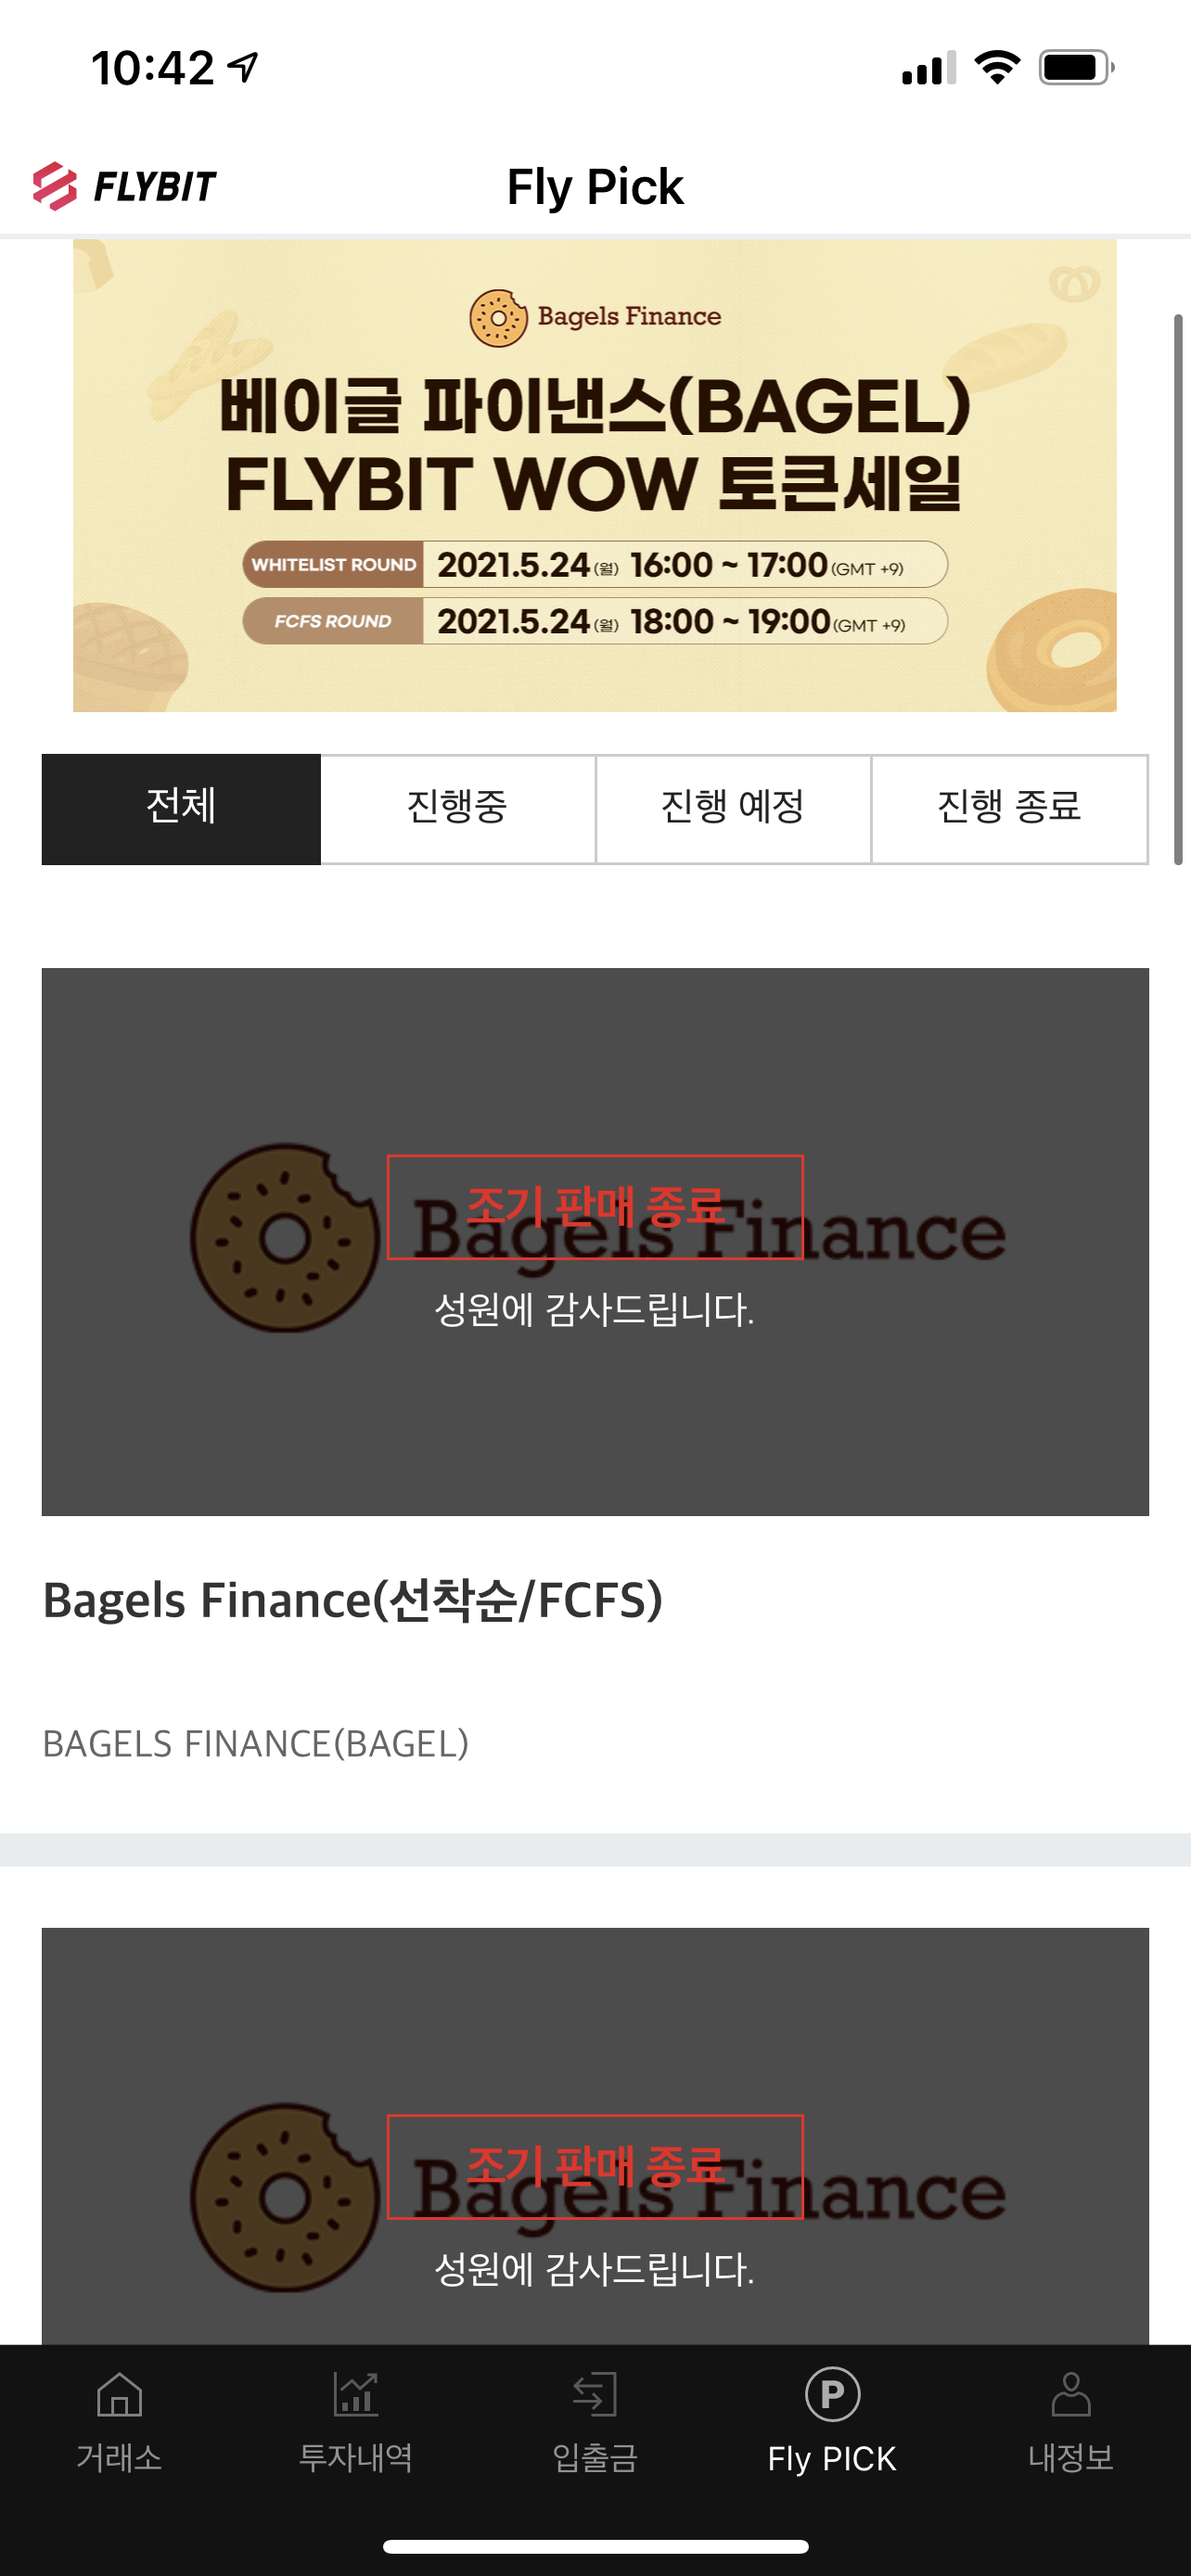 10:42
FLYBIT
Fly Pick
Bagels Finance
베이글 파이낸스(BAGEL)
FLYBIT WOW 토큰세일
WHITELIST ROUND 2021.5.24(월) 16:00 ~ 17:00(GMT +9)
FCFS ROUND 2021.5.24(월) 18:00 ~ 19:00(GMT +9)
전체 진행중 진행 예정 진행 종료
조기 판매 종료
Bagels Finance
성원에 감사드립니다.
Bagels Finance(선착순/FCFS)
BAGELS FINANCE(BAGEL)
조기 판매 종료
Bagels Finance
성원에 감사드립니다.
P
거래소 투자내역 입출금 Fly PICK 내정보